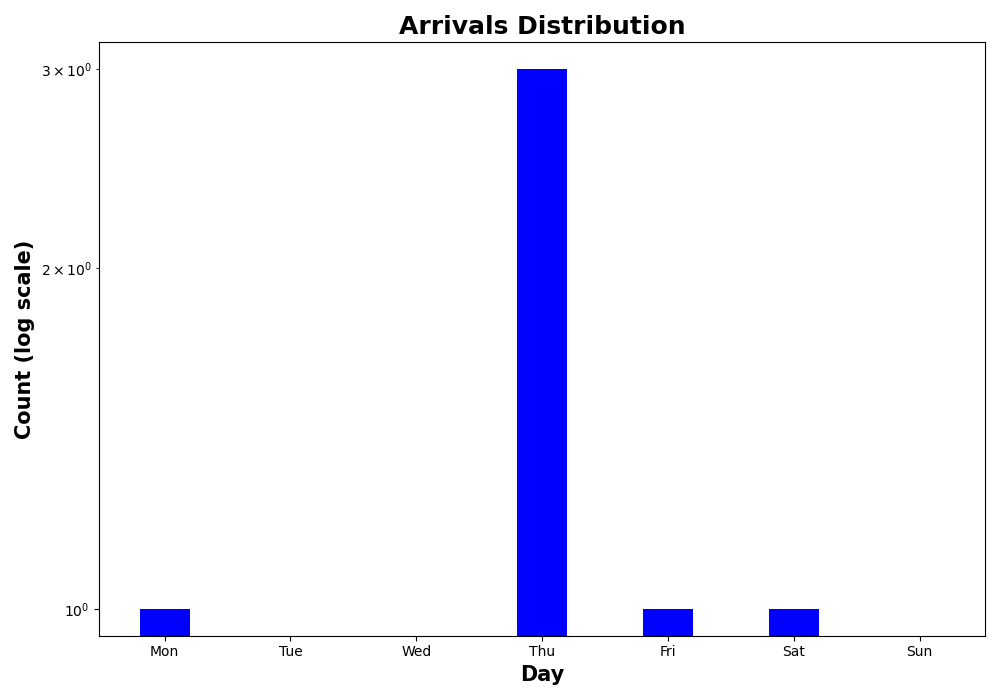 Arrivals Distribution
Count (log scale)
3 × 10⁰
2 × 10⁰
10⁰
Mon Tue Wed Thu Fri Sat Sun
Day